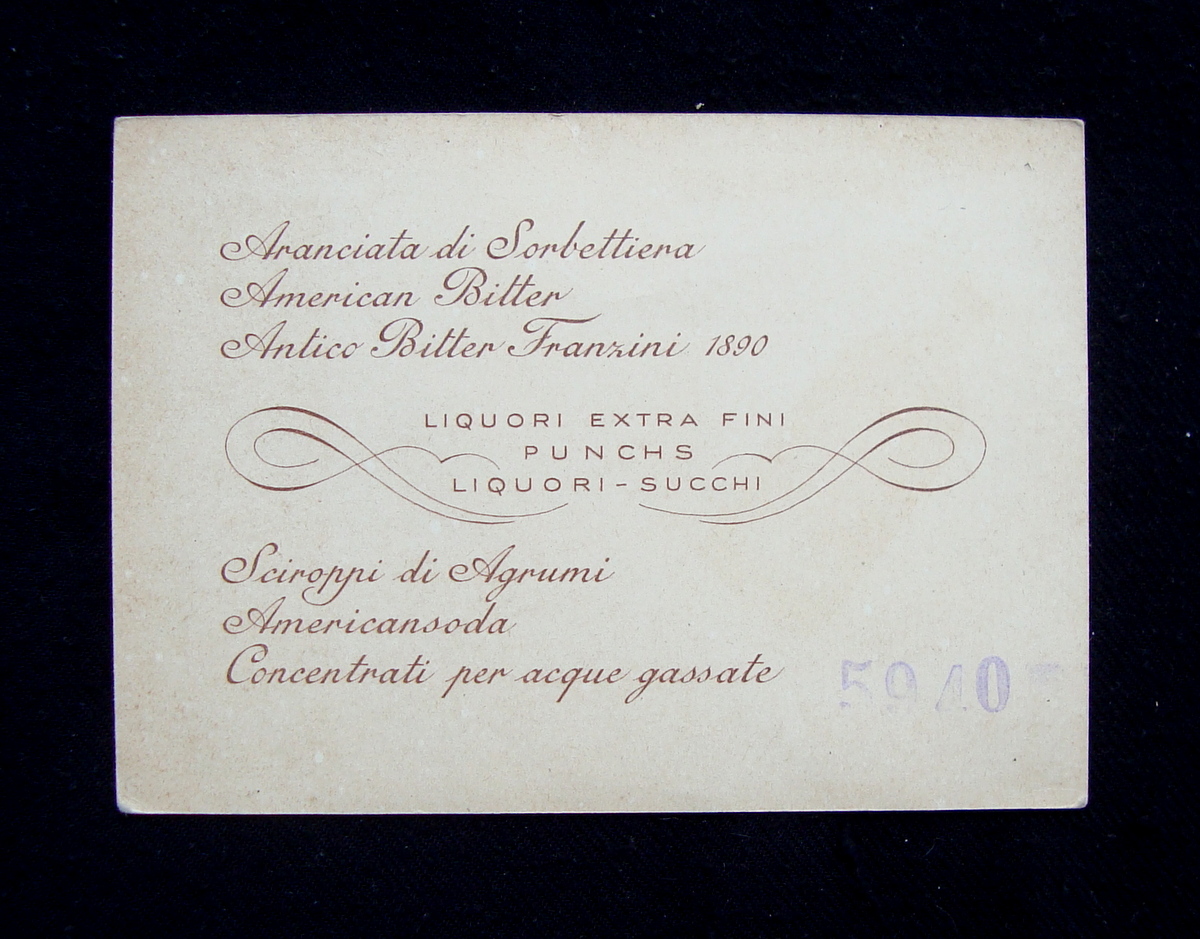 Aranciata di Sorbettiera
American Bitter
Antico Bitter Franzini 1890
LIQUORI EXTRA FINI
PUNCHS
LIQUORI - SUCCHI
Sciroppi di Agrumi
Americansoda
Concentrati per acque gassate